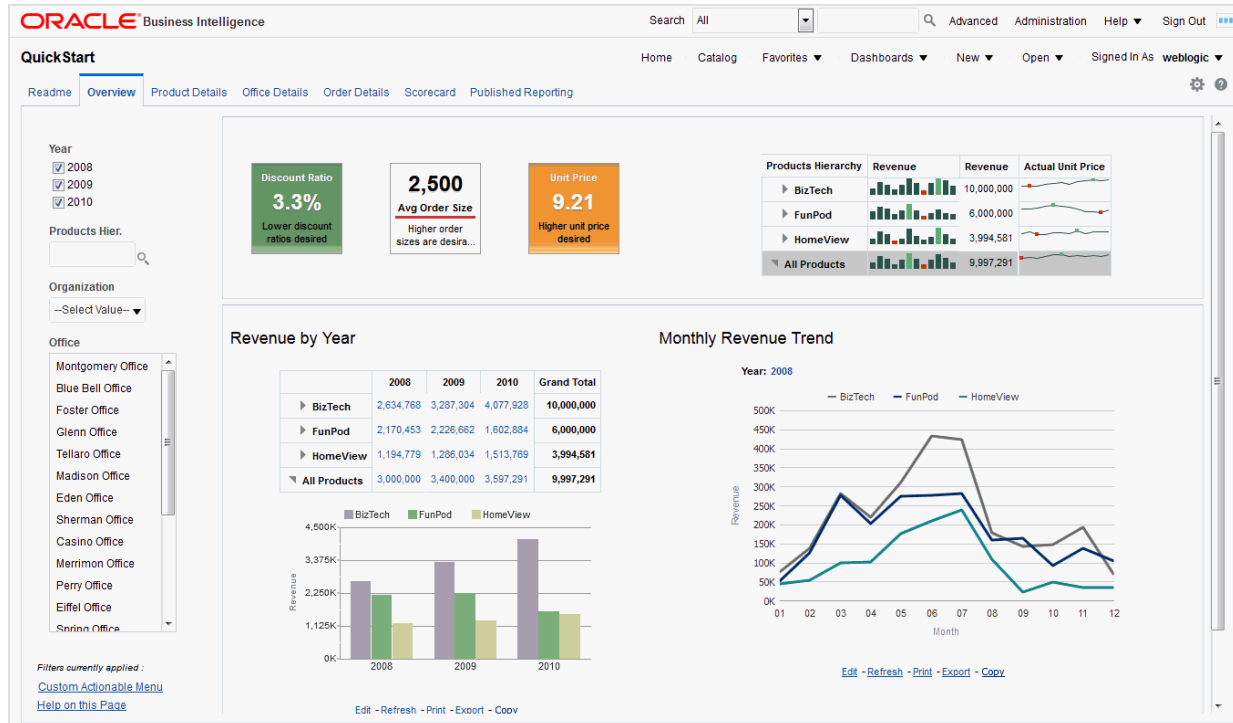 ORACLE Business Intelligence
Search All Advanced Administration Help Sign Out
QuickStart
Home Catalog Favorites Dashboards New Open Signed In As weblogic
Readme Overview Product Details Office Details Order Details Scorecard Published Reporting
Year
2008
2009
2010
Products Hier.
Organization
--Select Value--
Office
Montgomery Office
Blue Bell Office
Foster Office
Glenn Office
Tellaro Office
Madison Office
Eden Office
Sherman Office
Casino Office
Merrimon Office
Perry Office
Eiffel Office
Spring Office
Filters currently applied :
Custom Actionable Menu
Help on this Page
Discount Ratio
3.3%
Lower discount
ratios desired
2,500
Avg Order Size
Higher order
sizes are desira...
Unit Price
9.21
Higher unit price
desired
Products Hierarchy Revenue Revenue Actual Unit Price
BizTech 10,000,000
FunPod 6,000,000
HomeView 3,994,581
All Products 9,997,291
Revenue by Year
2008 2009 2010 Grand Total
BizTech 2,634,768 3,287,304 4,077,928 10,000,000
FunPod 2,170,453 2,226,662 1,602,884 6,000,000
HomeView 1,194,779 1,286,034 1,513,769 3,994,581
All Products 3,000,000 3,400,000 3,597,291 9,997,291
BizTech FunPod HomeView
4,500K
3,375K
2,250K
1,125K
0K
Revenue
2008 2009 2010
Edit - Refresh - Print - Export - Copy
Monthly Revenue Trend
Year: 2008
BizTech FunPod HomeView
500K
450K
400K
350K
300K
250K
200K
150K
100K
50K
0K
Revenue
01 02 03 04 05 06 07 08 09 10 11 12
Month
Edit - Refresh - Print - Export - Copy